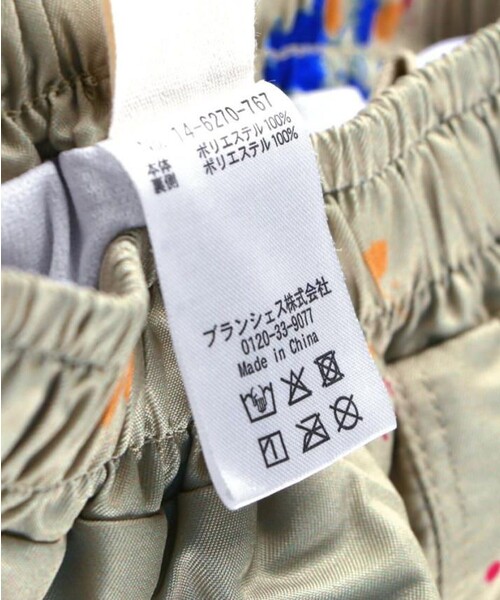 14-6270-767
本体 ポリエステル100%
裏側 ポリエステル100%
ブランシェス株式会社
0120-33-9077
Made in China